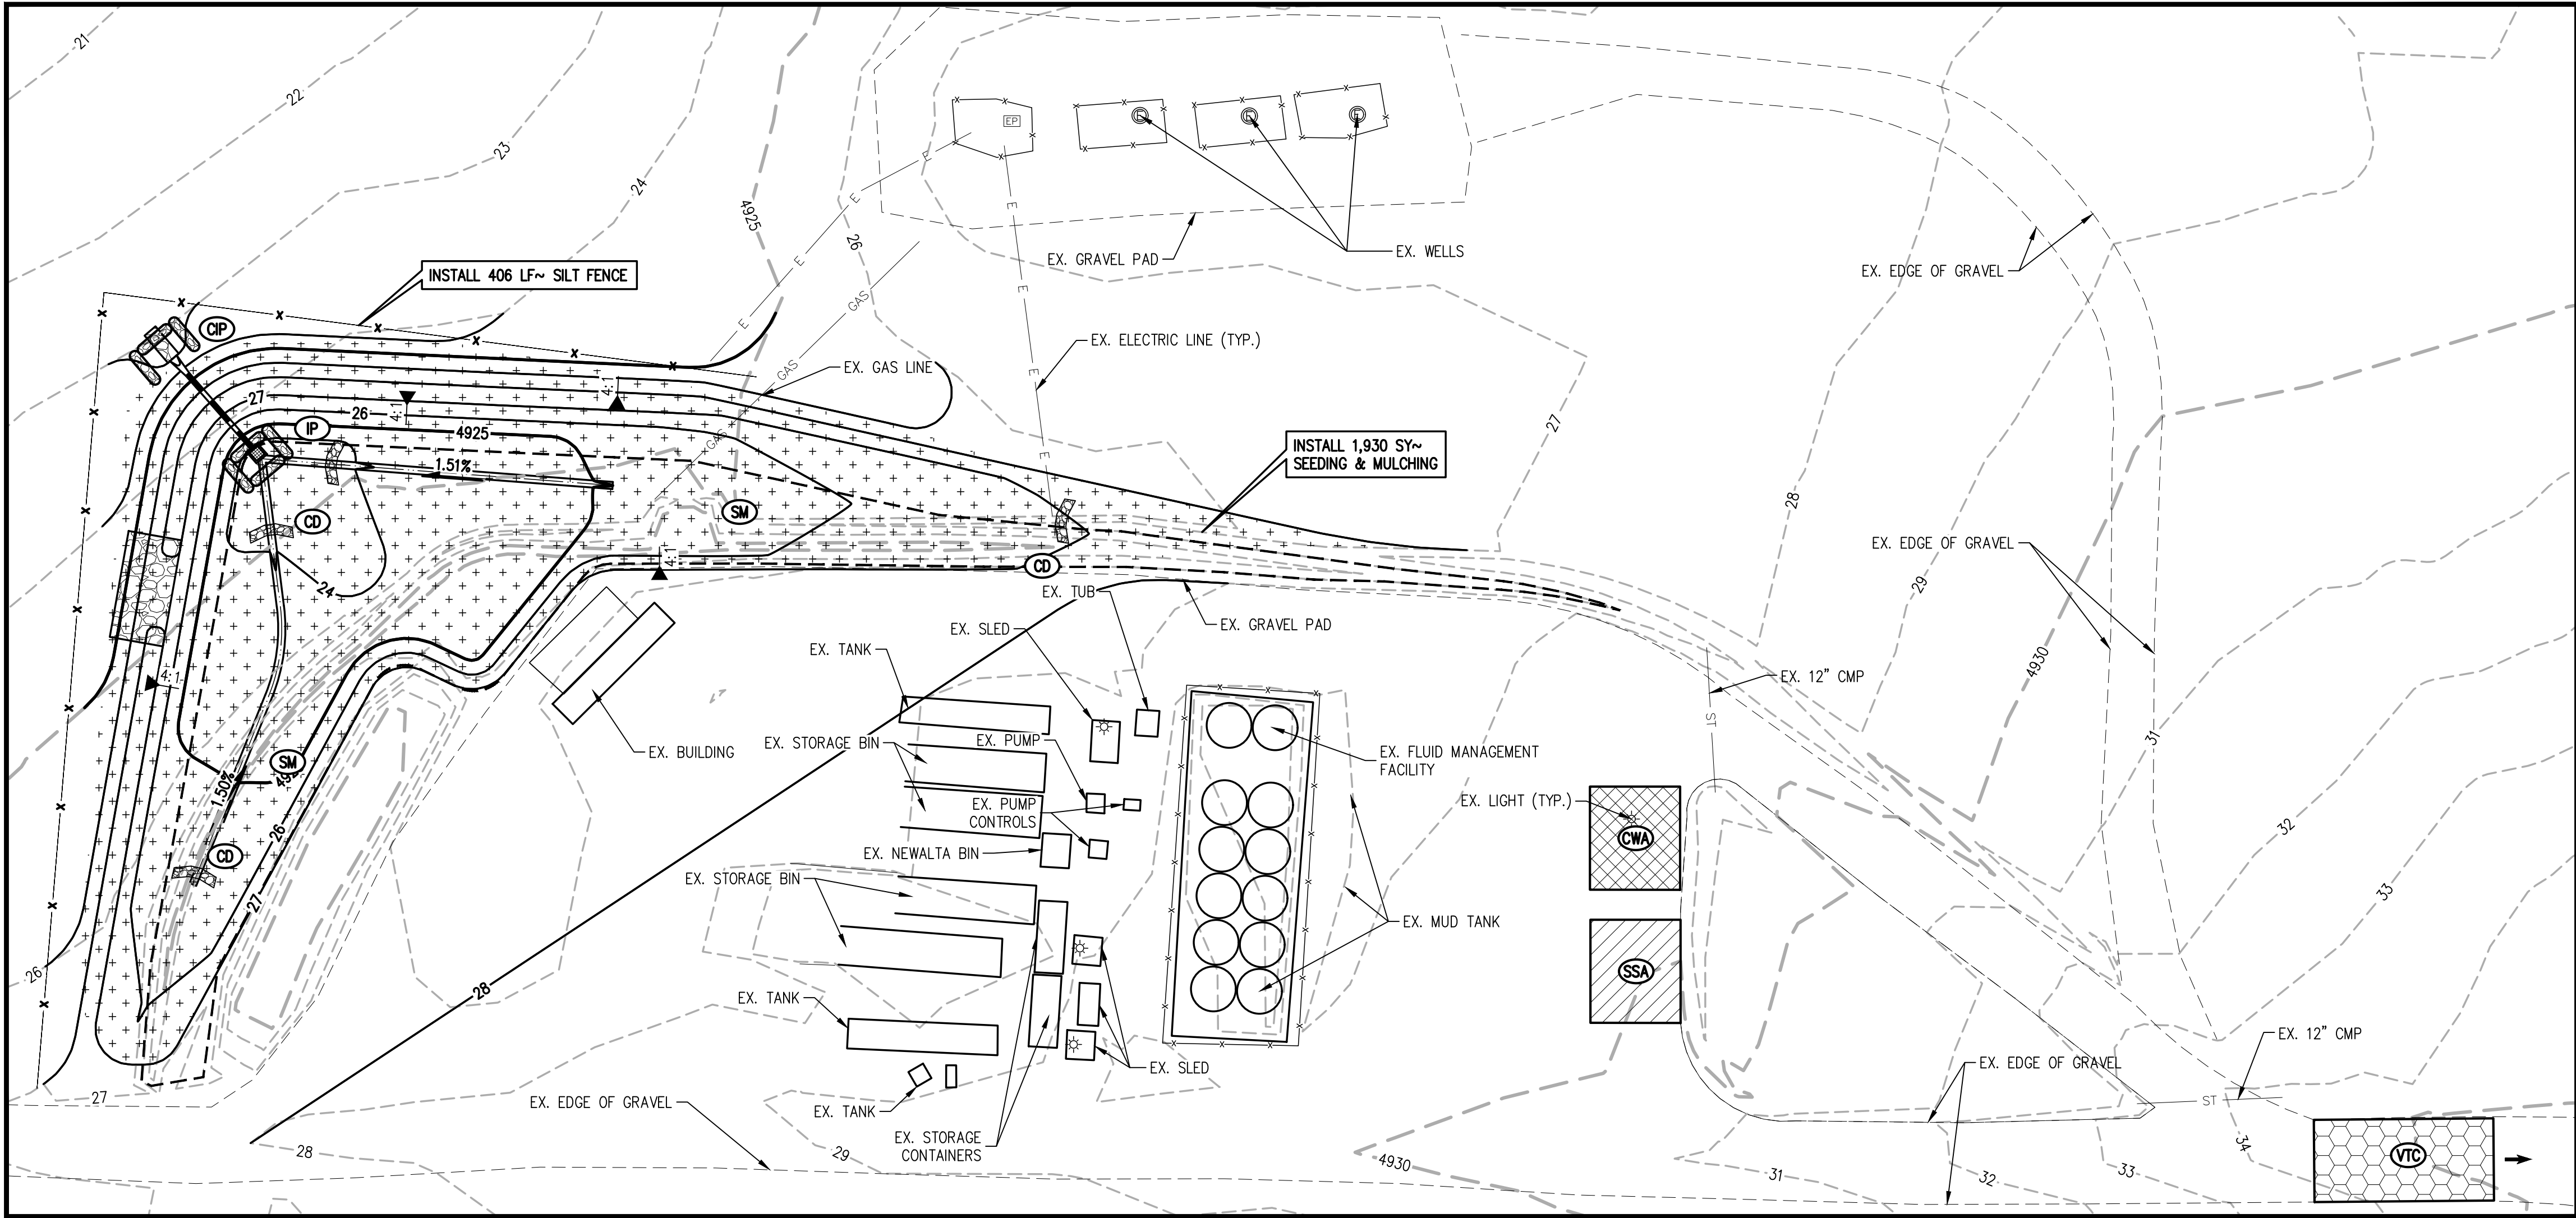 21
22
23
24
4925
26
EP
E
E
E
E
E
E
E
E
GAS
GAS
GAS
EX. GRAVEL PAD
EX. WELLS
EX. EDGE OF GRAVEL
INSTALL 406 LF~ SILT FENCE
CIP
EX. ELECTRIC LINE (TYP.)
EX. GAS LINE
27
26
4:1
4:1
IP
4925
1.51%
INSTALL 1,930 SY~
SEEDING & MULCHING
27
28
SM
CD
4:1
CD
24
EX. EDGE OF GRAVEL
29
EX. TUB
EX. SLED
EX. GRAVEL PAD
EX. TANK
4:1
4930
EX. 12" CMP
ST
31
EX. BUILDING
EX. STORAGE BIN
EX. PUMP
EX. FLUID MANAGEMENT
FACILITY
SM
1.50%
EX. PUMP
CONTROLS
EX. LIGHT (TYP.)
CWA
26
32
CD
EX. NEWALTA BIN
EX. STORAGE BIN
27
33
EX. MUD TANK
26
SSA
28
EX. TANK
EX. SLED
EX. 12" CMP
EX. EDGE OF GRAVEL
27
ST
EX. EDGE OF GRAVEL
EX. TANK
EX. STORAGE
CONTAINERS
28
29
4930
31
32
33
34
VTC